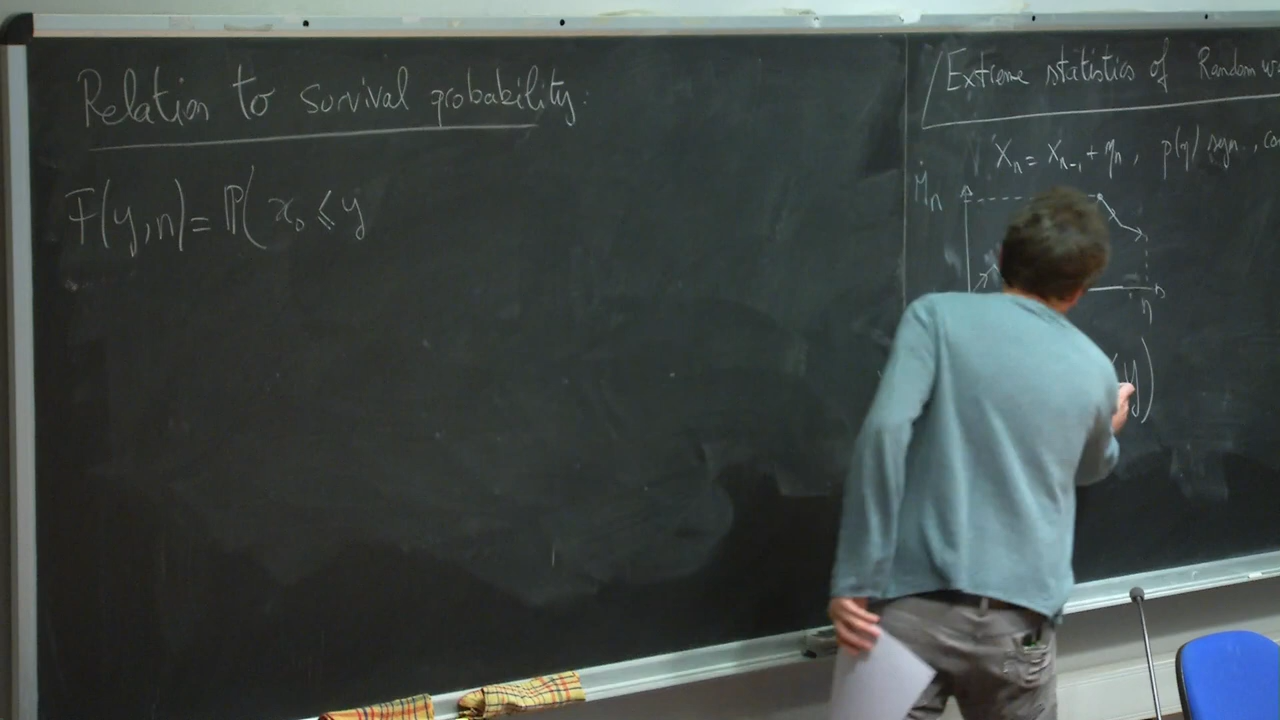 Relation to survival probability:
F(y,n) = ℙ( x₀ ⩽ y
Extreme statistics of Random
Xₙ = Xₙ₋₁ + ηₙ , p(η) sym., co
Mₙ
n
y)